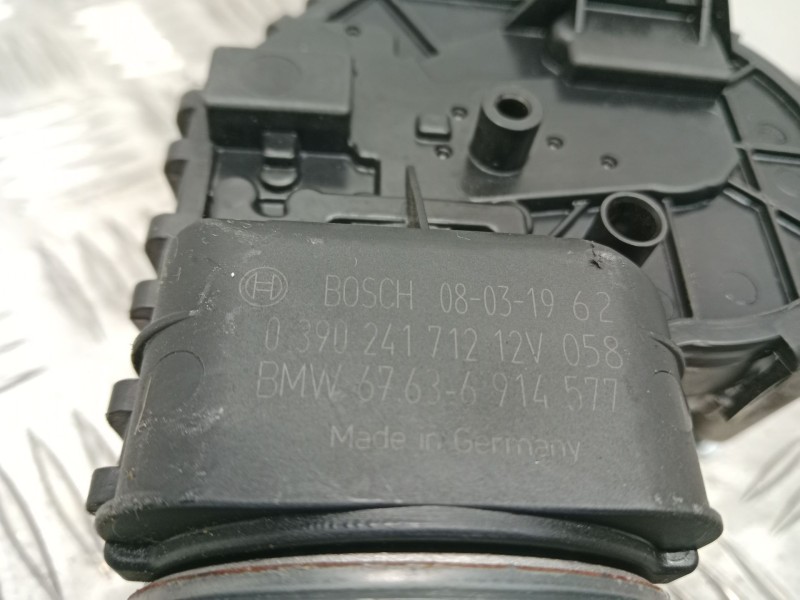 BOSCH 08-03-19 62
0 390 241 712 12V 058
BMW 67 63-6 914 577
Made in Germany